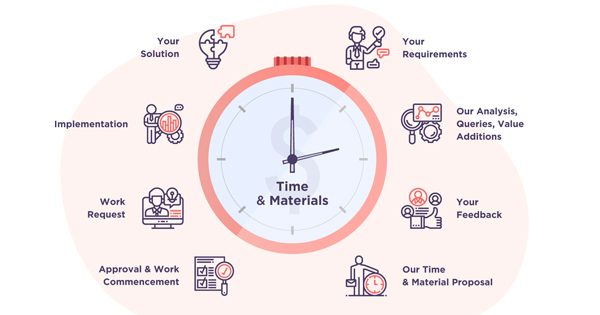 Your
Solution
Your
Requirements
Implementation
Our Analysis,
Queries, Value
Additions
Time
& Materials
Work
Request
Your
Feedback
Approval & Work
Commencement
Our Time
& Material Proposal